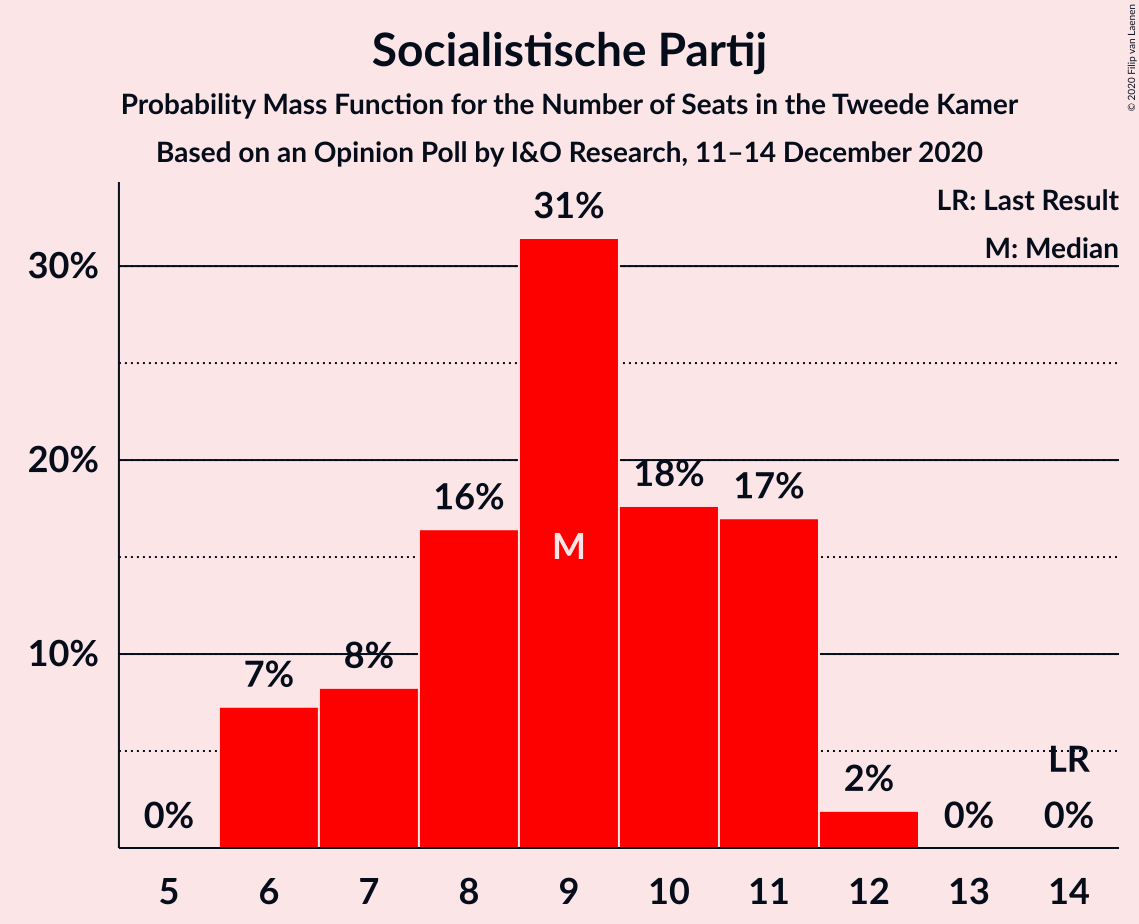 Socialistische Partij
Probability Mass Function for the Number of Seats in the Tweede Kamer
Based on an Opinion Poll by I&O Research, 11–14 December 2020
© 2020 Filip van Laenen
LR: Last Result
M: Median
30%
20%
10%
0%
7%
8%
16%
31%
M
18%
17%
2%
0%
LR
0%
5 6 7 8 9 10 11 12 13 14